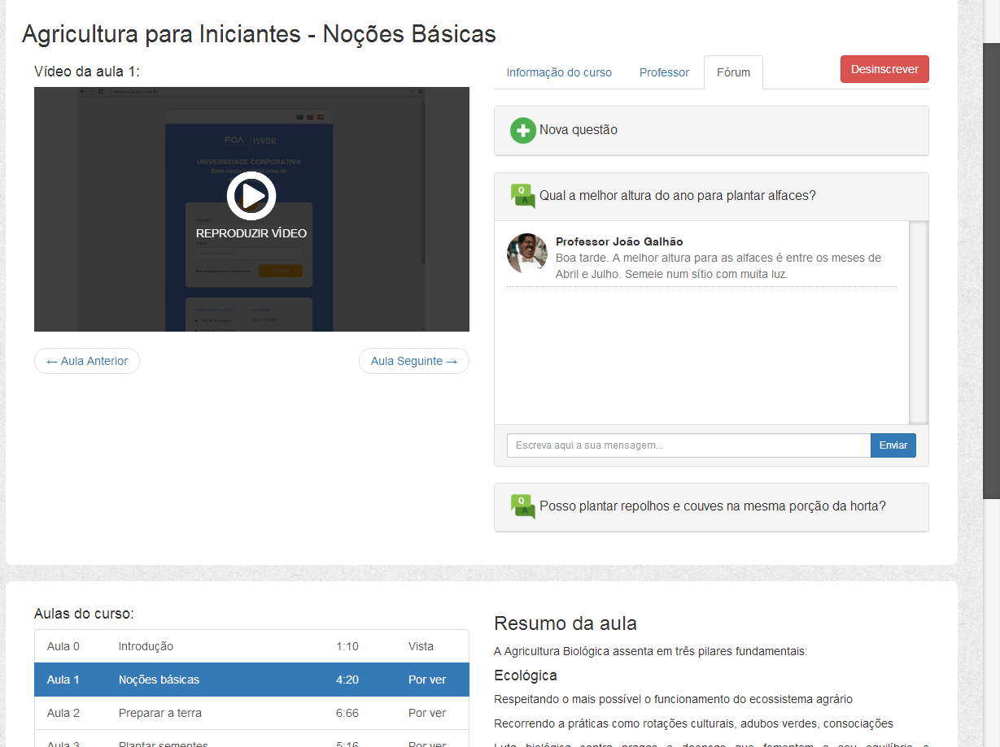 Agricultura para Iniciantes - Noções Básicas
Vídeo da aula 1:
FCA ISVOR
UNIVERSIDADE CORPORATIVA
REPRODUZIR VÍDEO
← Aula Anterior
Aula Seguinte →
Informação do curso
Professor
Fórum
Desinscrever
Nova questão
Q A Qual a melhor altura do ano para plantar alfaces?
Professor João Galhão
Boa tarde. A melhor altura para as alfaces é entre os meses de
Abril e Julho. Semeie num sítio com muita luz.
Escreva aqui a sua mensagem...
Enviar
Q A Posso plantar repolhos e couves na mesma porção da horta?
Aulas do curso:
Aula 0 Introdução 1:10 Vista
Aula 1 Noções básicas 4:20 Por ver
Aula 2 Preparar a terra 6:66 Por ver
Aula 3 Plantar sementes 5:16 Por ver
Resumo da aula
A Agricultura Biológica assenta em três pilares fundamentais:
Ecológica
Respeitando o mais possível o funcionamento do ecossistema agrário
Recorrendo a práticas como rotações culturais, adubos verdes, consociações
Luta biológica contra pragas e doenças que fomentem o seu equilíbrio e